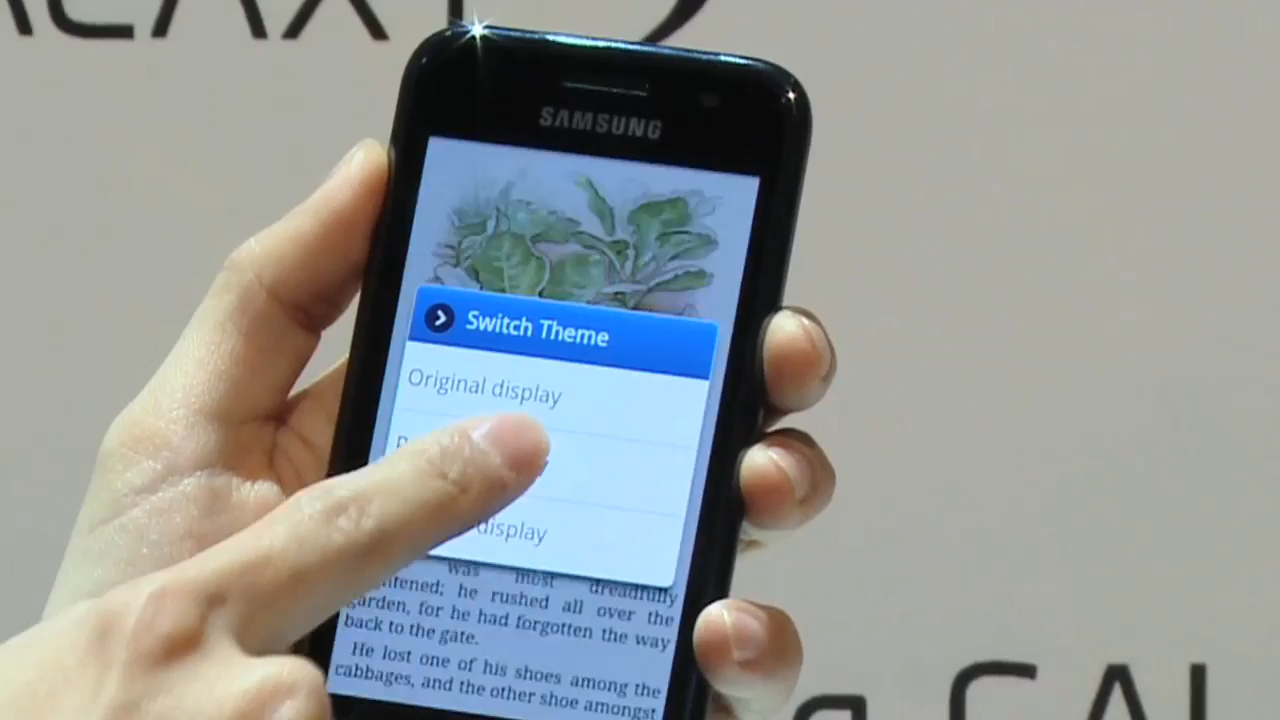 GALAXY S
SAMSUNG
Switch Theme
Original display
display
was most dreadfully
he rushed all over the
garden, for he had forgotten the way
back to the gate.
He lost one of his shoes among the
cabbages, and the other shoe amongst